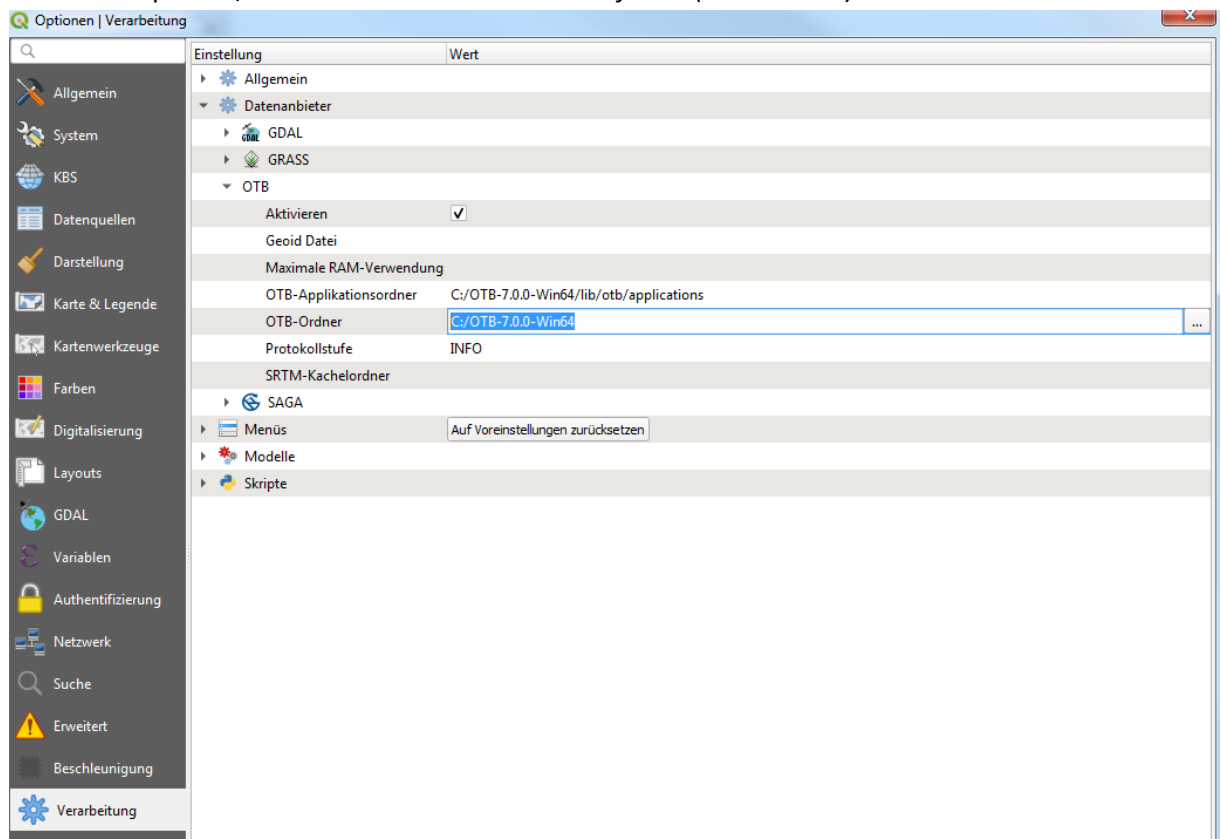 Optionen | Verarbeitung
Einstellung Wert
Allgemein
Datenanbieter
GDAL
GRASS
OTB
Aktivieren
Geoid Datei
Maximale RAM-Verwendung
OTB-Applikationsordner C:/OTB-7.0.0-Win64/lib/otb/applications
OTB-Ordner C:/OTB-7.0.0-Win64 ...
Protokollstufe INFO
SRTM-Kachelordner
SAGA
Menüs Auf Voreinstellungen zurücksetzen
Modelle
Skripte
Allgemein
System
KBS
Datenquellen
Darstellung
Karte & Legende
Kartenwerkzeuge
Farben
Digitalisierung
Layouts
GDAL
Variablen
Authentifizierung
Netzwerk
Suche
Erweitert
Beschleunigung
Verarbeitung